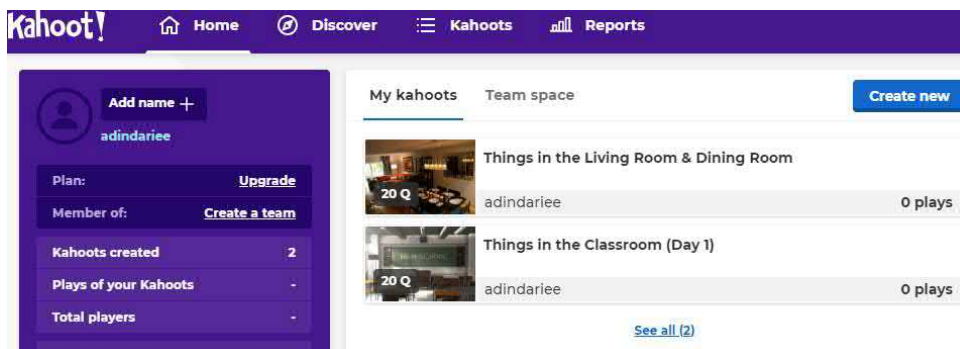 Kahoot! Home Discover Kahoots Reports
Add name +
adindariee
Plan: Upgrade
Member of: Create a team
Kahoots created 2
Plays of your Kahoots -
Total players -
My kahoots Team space Create new
Things in the Living Room & Dining Room
20 Q
adindariee 0 plays
Things in the Classroom (Day 1)
20 Q
adindariee 0 plays
See all (2)